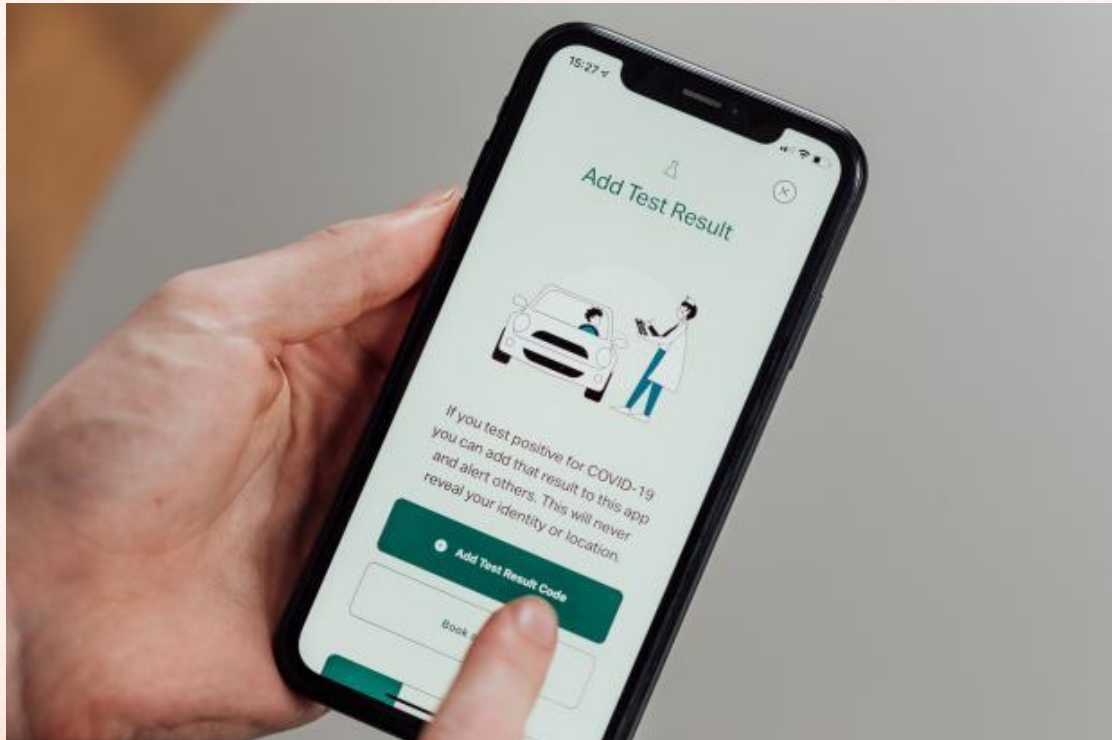 15:27
Add Test Result
If you test positive for COVID-19
you can add that result to this app
and alert others. This will never
reveal your identity or location.
Add Test Result Code
Book